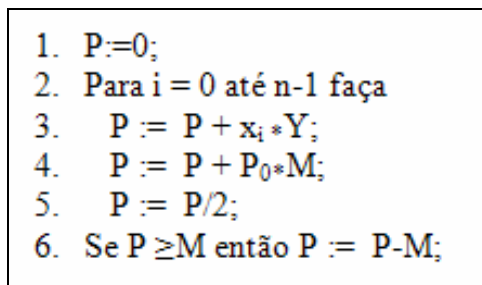 1. P:=0;
2. Para i = 0 até n-1 faça
3. P := P + xᵢ*Y;
4. P := P + P₀*M;
5. P := P/2;
6. Se P ≥M então P := P-M;